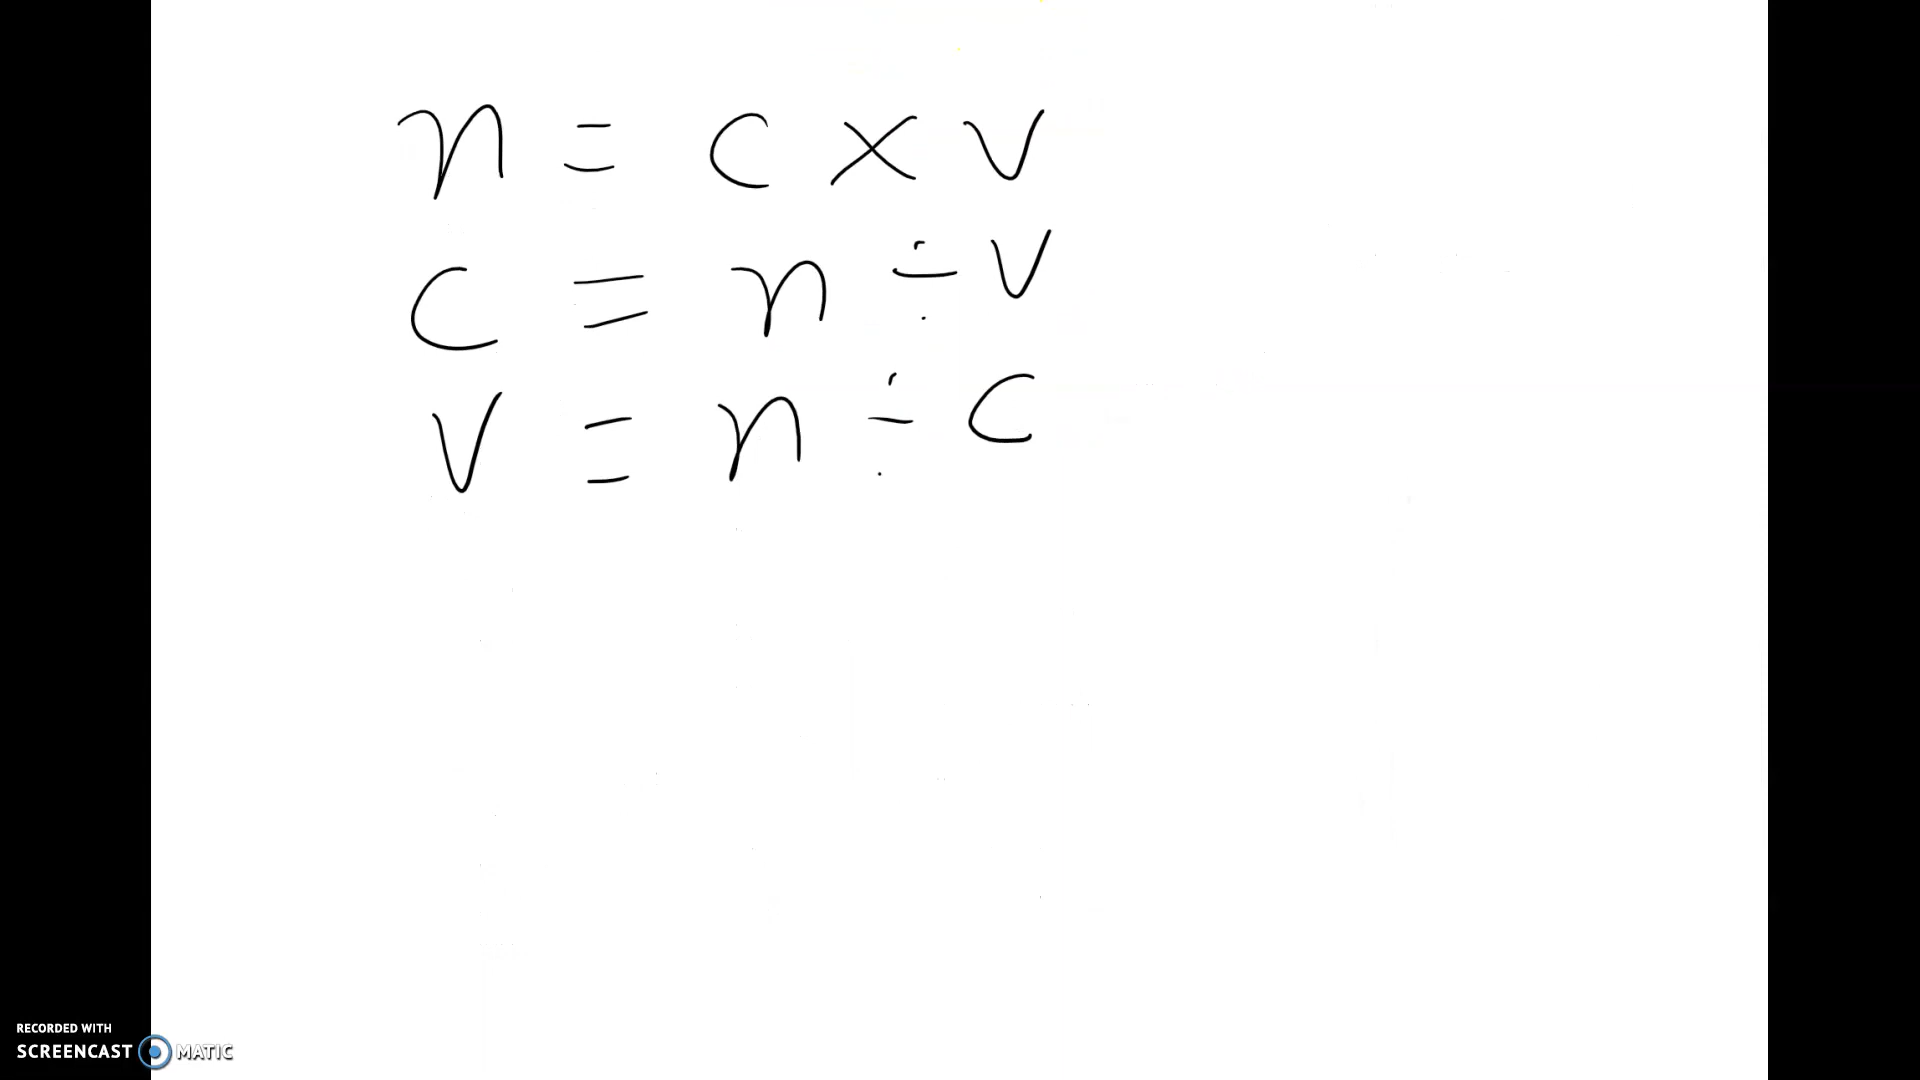 n = c × v
c = n ÷ v
v = n ÷ c
RECORDED WITH
SCREENCAST MATIC